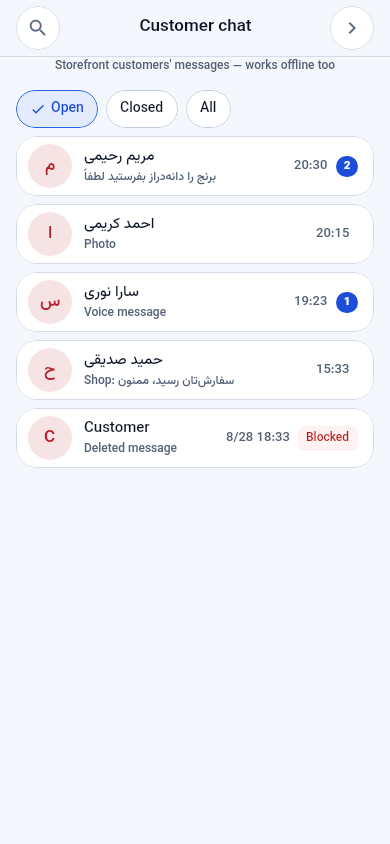 Customer chat
Storefront customers' messages — works offline too
Open
Closed
All
م
مریم رحیمی
برنج را دانه‌دراز بفرستید لطفاً
20:30
2
ا
احمد کریمی
Photo
20:15
س
سارا نوری
Voice message
19:23
1
ح
حمید صدیقی
Shop: سفارش‌تان رسید، ممنون
15:33
C
Customer
Deleted message
8/28 18:33
Blocked